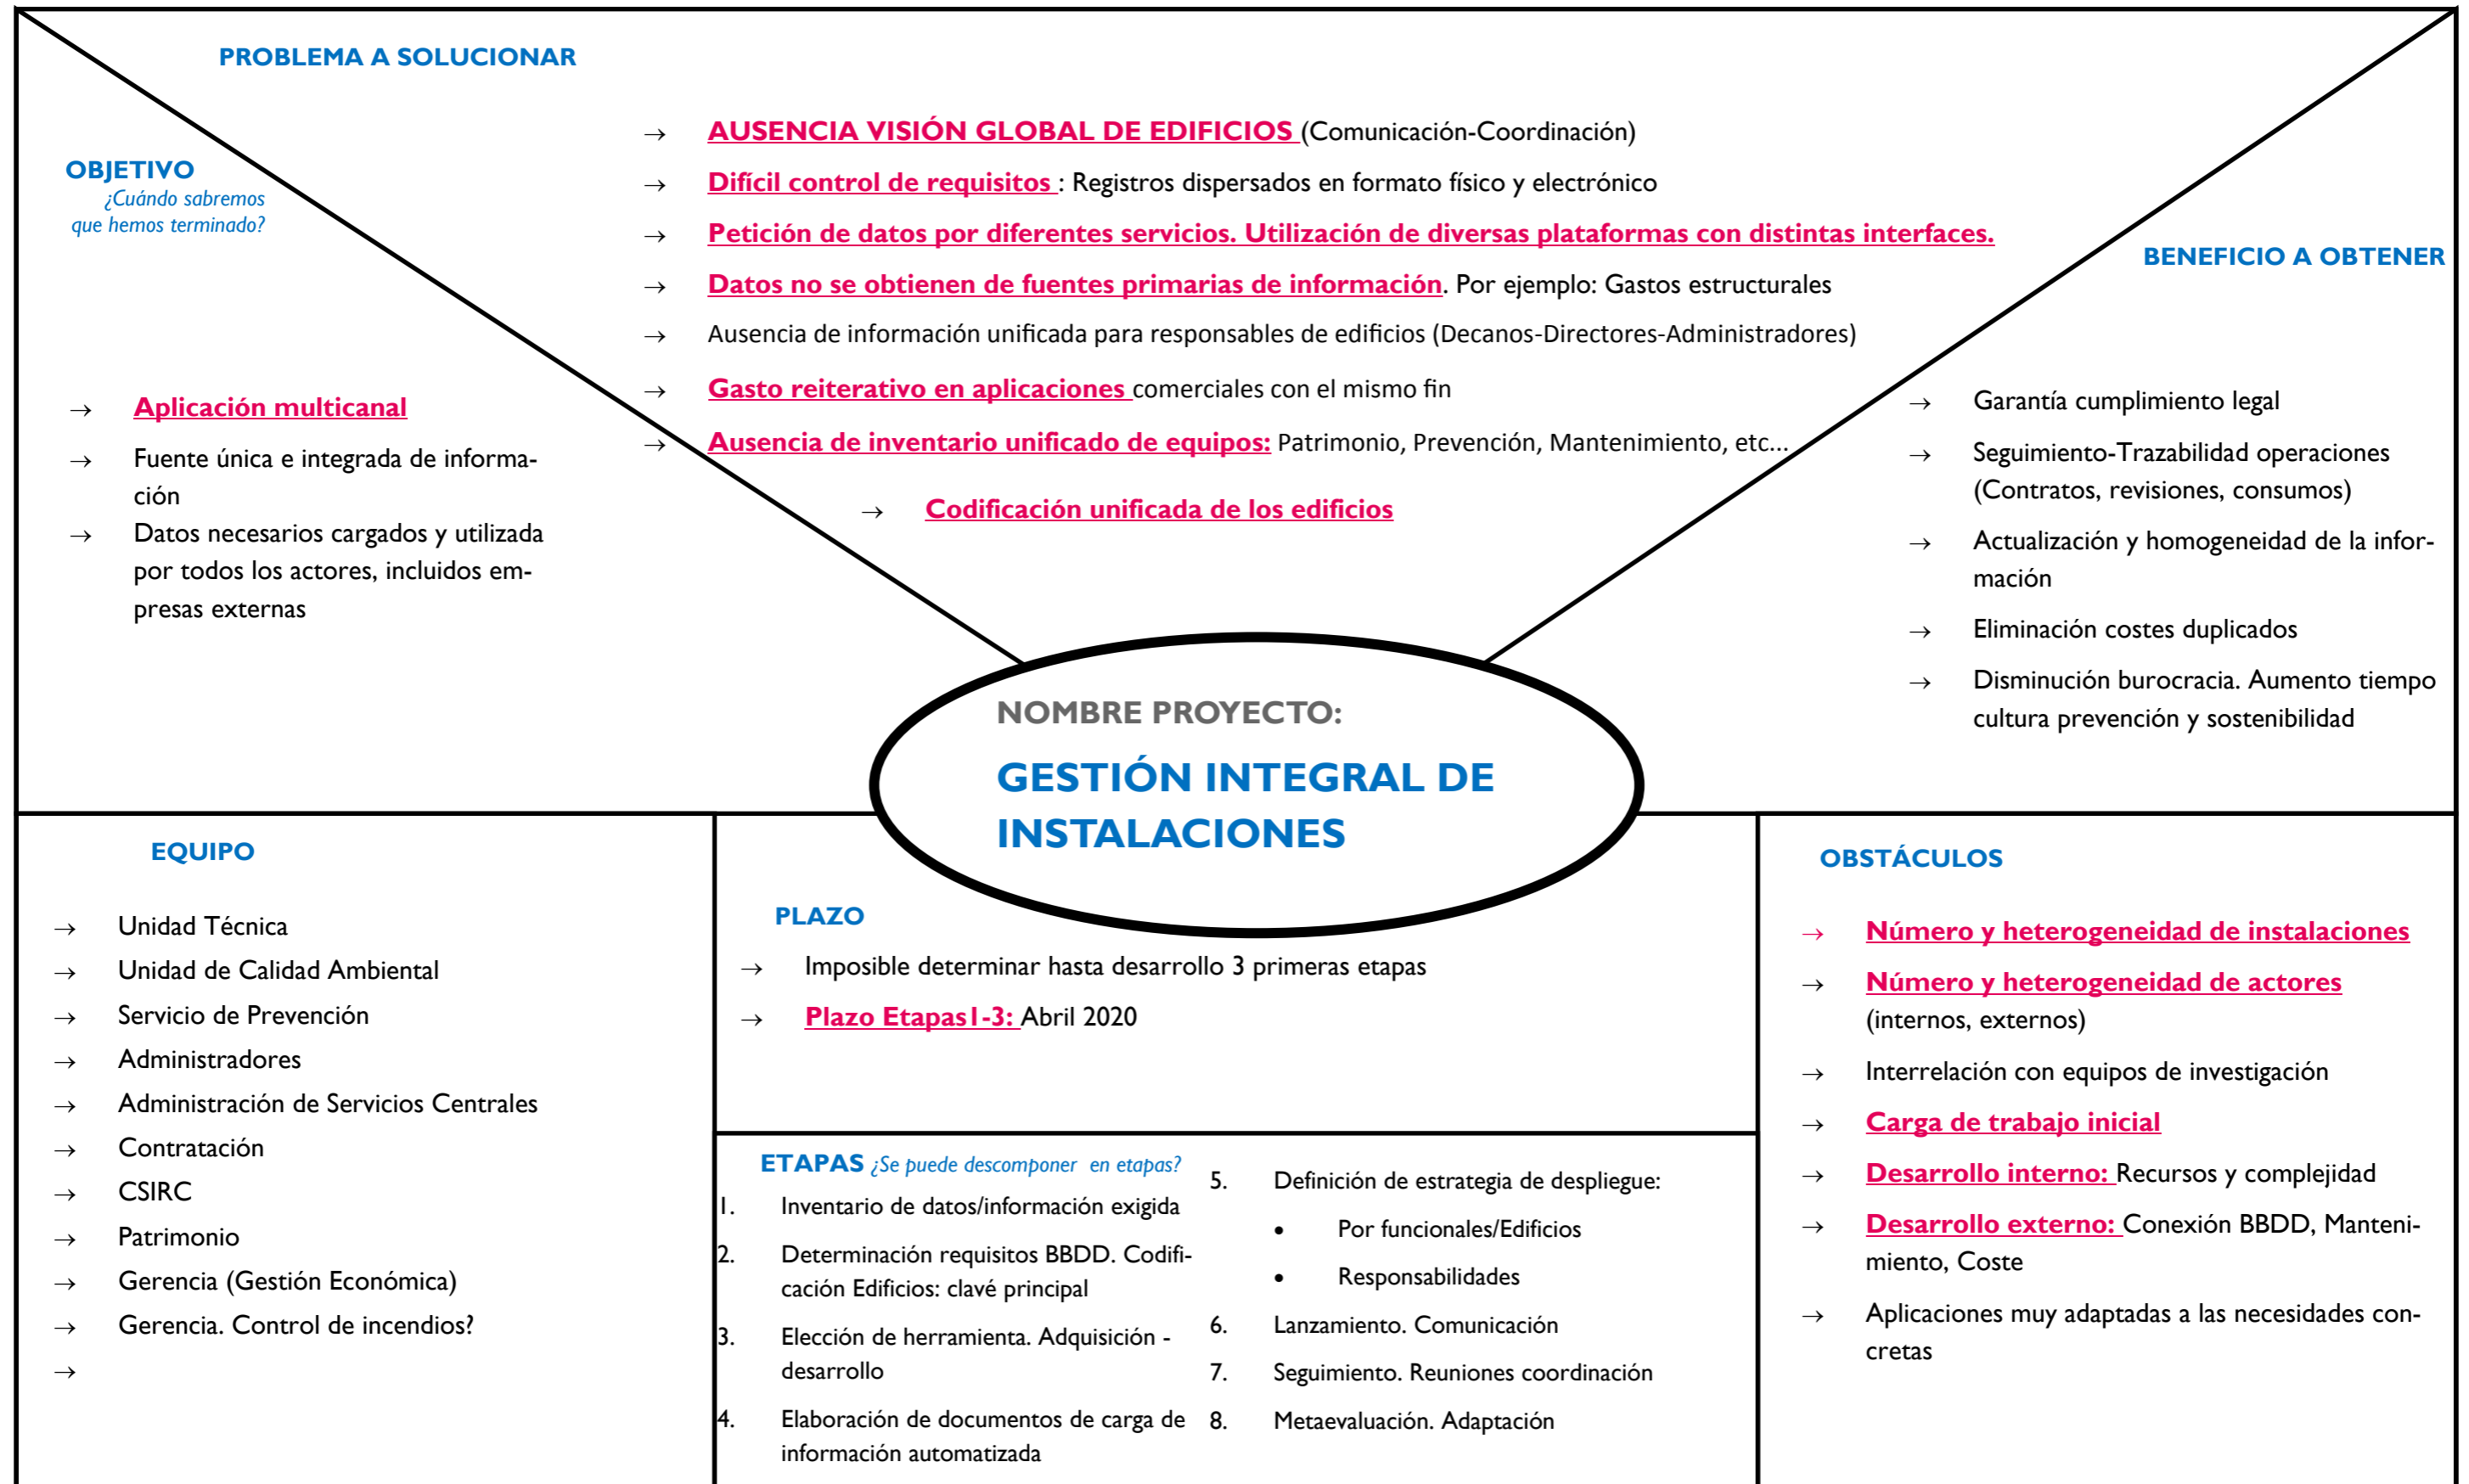 PROBLEMA A SOLUCIONAR
→ AUSENCIA VISIÓN GLOBAL DE EDIFICIOS (Comunicación-Coordinación)
→ Difícil control de requisitos : Registros dispersados en formato físico y electrónico
→ Petición de datos por diferentes servicios. Utilización de diversas plataformas con distintas interfaces.
→ Datos no se obtienen de fuentes primarias de información. Por ejemplo: Gastos estructurales
→ Ausencia de información unificada para responsables de edificios (Decanos-Directores-Administradores)
→ Gasto reiterativo en aplicaciones comerciales con el mismo fin
→ Ausencia de inventario unificado de equipos: Patrimonio, Prevención, Mantenimiento, etc...
→ Codificación unificada de los edificios
OBJETIVO
¿Cuándo sabremos
que hemos terminado?
→ Aplicación multicanal
→ Fuente única e integrada de informa-
ción
→ Datos necesarios cargados y utilizada
por todos los actores, incluidos em-
presas externas
BENEFICIO A OBTENER
→ Garantía cumplimiento legal
→ Seguimiento-Trazabilidad operaciones
(Contratos, revisiones, consumos)
→ Actualización y homogeneidad de la infor-
mación
→ Eliminación costes duplicados
→ Disminución burocracia. Aumento tiempo
cultura prevención y sostenibilidad
NOMBRE PROYECTO:
GESTIÓN INTEGRAL DE
INSTALACIONES
EQUIPO
→ Unidad Técnica
→ Unidad de Calidad Ambiental
→ Servicio de Prevención
→ Administradores
→ Administración de Servicios Centrales
→ Contratación
→ CSIRC
→ Patrimonio
→ Gerencia (Gestión Económica)
→ Gerencia. Control de incendios?
→
PLAZO
→ Imposible determinar hasta desarrollo 3 primeras etapas
→ Plazo Etapas1-3: Abril 2020
ETAPAS ¿Se puede descomponer en etapas?
1. Inventario de datos/información exigida
2. Determinación requisitos BBDD. Codifi-
cación Edificios: clavé principal
3. Elección de herramienta. Adquisición -
desarrollo
4. Elaboración de documentos de carga de
información automatizada
5. Definición de estrategia de despliegue:
• Por funcionales/Edificios
• Responsabilidades
6. Lanzamiento. Comunicación
7. Seguimiento. Reuniones coordinación
8. Metaevaluación. Adaptación
OBSTÁCULOS
→ Número y heterogeneidad de instalaciones
→ Número y heterogeneidad de actores
(internos, externos)
→ Interrelación con equipos de investigación
→ Carga de trabajo inicial
→ Desarrollo interno: Recursos y complejidad
→ Desarrollo externo: Conexión BBDD, Manteni-
miento, Coste
→ Aplicaciones muy adaptadas a las necesidades con-
cretas